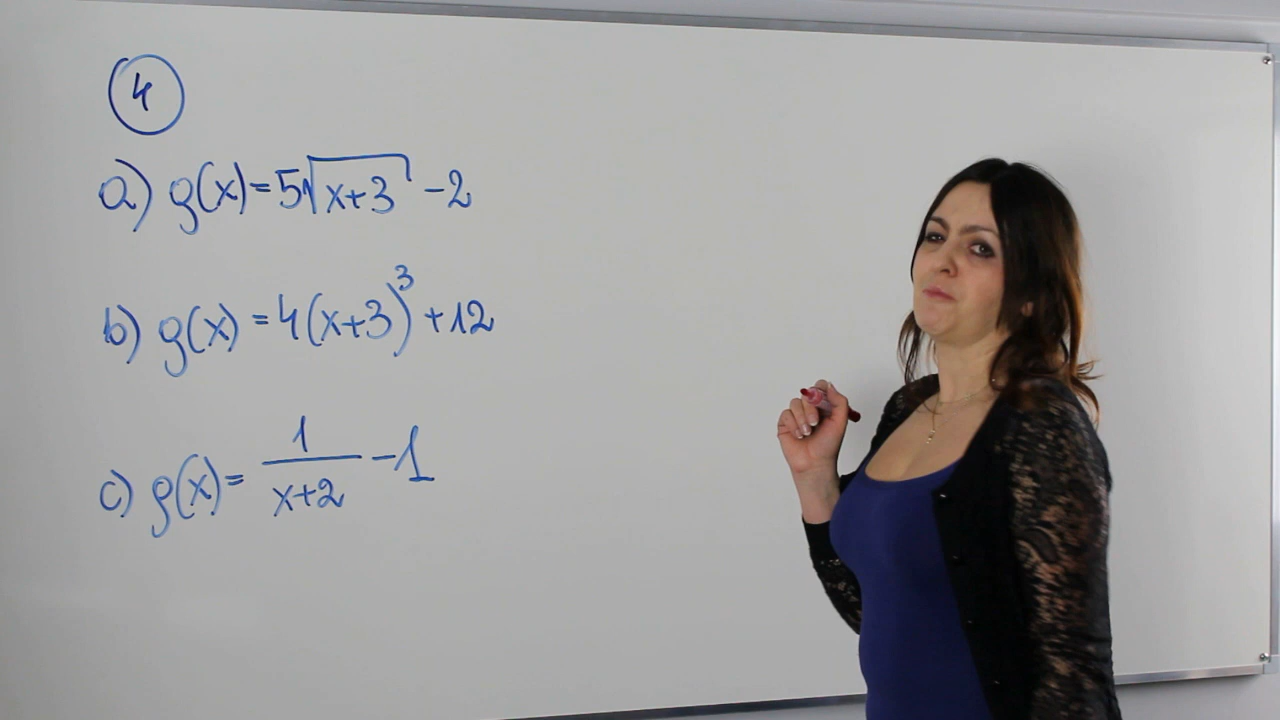 4
a) g(x)=5√(x+3) -2
b) g(x) = 4(x+3)³ +12
c) g(x)= 1/(x+2) -1